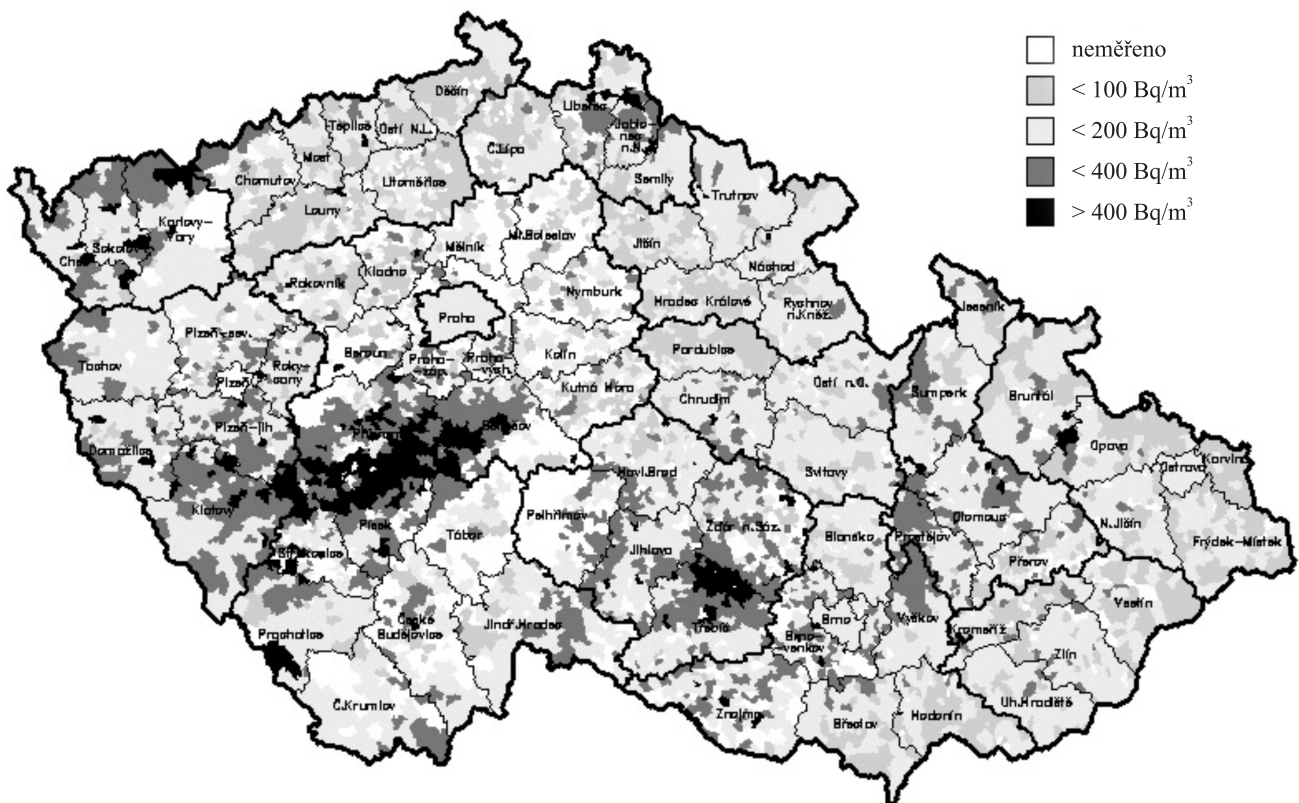 neměřeno
< 100 Bq/m³
< 200 Bq/m³
< 400 Bq/m³
> 400 Bq/m³
Děčín
Liberec
Teplice
Ústí N.L.
Jablo-
nec
n.N.
Most
Č.Lípa
Chomutov
Litoměřice
Semily
Trutnov
Louny
Karlovy-
Vary
Sokolov
Mělník
Ml.Boleslav
Jičín
Cheb
Kladno
Náchod
Rakovník
Nymburk
Hradec Králové
Rychnov
n.Kněž.
Jeseník
Praha
Plzeň-sev.
Tachov
Beroun
Praha-
záp.
Praha-
vých.
Kolín
Pardubice
Roky-
cany
Plzeň
Kutná Hora
Ústí n.O.
Šumperk
Bruntál
Chrudim
Plzeň-jih
Příbram
Benešov
Domažlice
Opava
Ostrava
Karviná
Havl.Brod
Svitavy
Klatovy
Písek
Pelhřimov
Žďár n.Sáz.
Olomouc
N.Jičín
Tábor
Blansko
Prostějov
Frýdek-Místek
Strakonice
Jihlava
Přerov
Vsetín
Prachatice
České
Budějovice
Jindř.Hradec
Třebíč
Brno
Brno-
venkov
Vyškov
Kroměříž
Zlín
Č.Krumlov
Znojmo
Břeclav
Hodonín
Uh.Hradiště